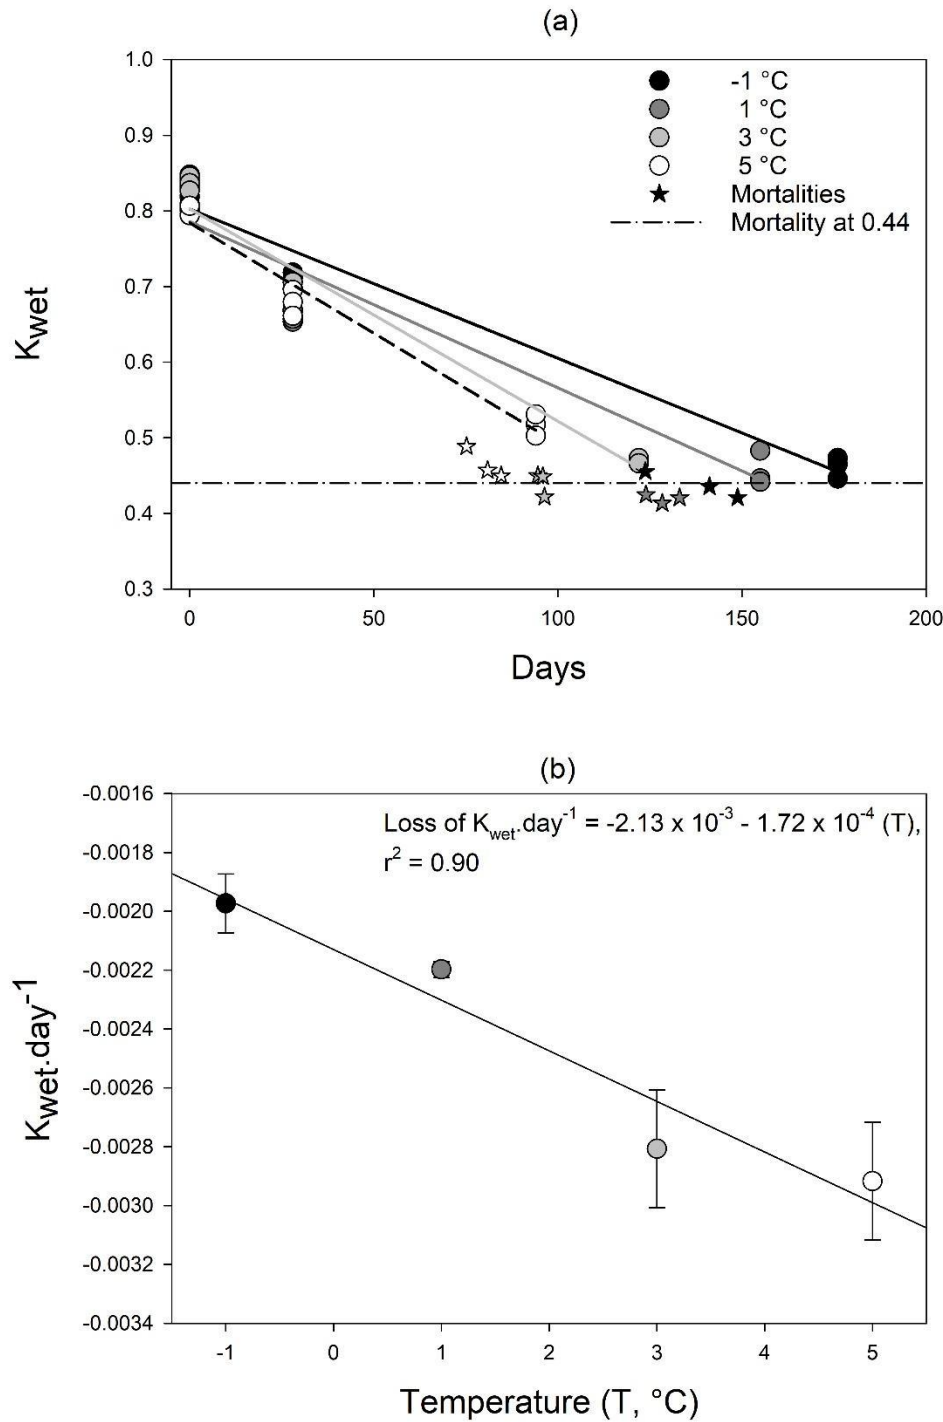 (a)
1.0
0.9
0.8
0.7
0.6
0.5
0.4
0.3
Kwet
-1 °C
1 °C
3 °C
5 °C
Mortalities
Mortality at 0.44
0 50 100 150 200
Days
(b)
-0.0016
-0.0018
-0.0020
-0.0022
-0.0024
-0.0026
-0.0028
-0.0030
-0.0032
-0.0034
Kwet.day-1
Loss of Kwet.day-1 = -2.13 x 10-3 - 1.72 x 10-4 (T),
r2 = 0.90
-1 0 1 2 3 4 5
Temperature (T, °C)